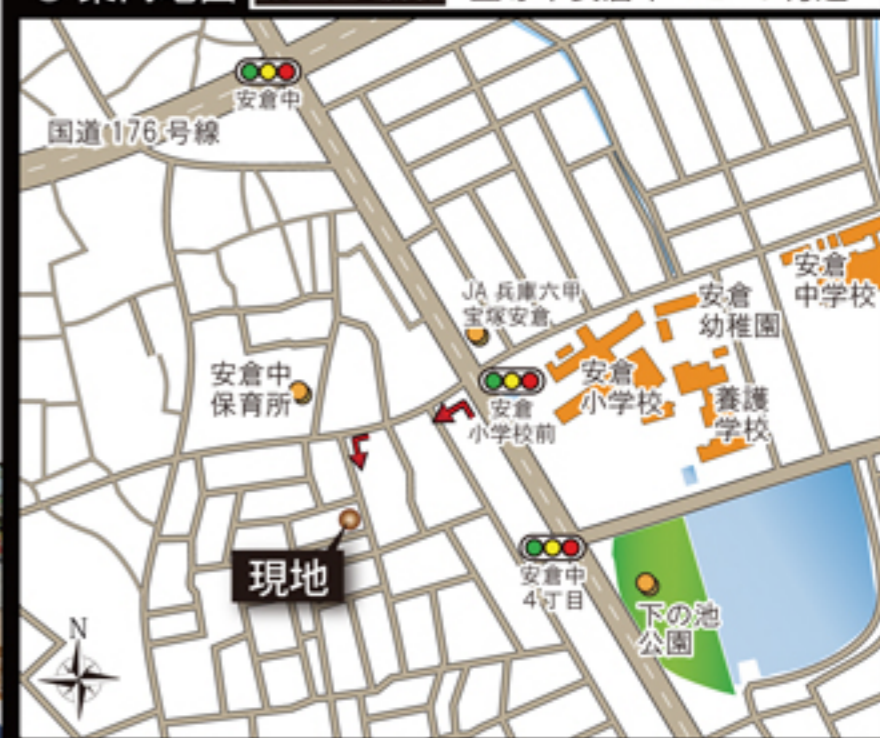 安倉中
国道176号線
JA 兵庫六甲
宝塚安倉
安倉
幼稚園
安倉
中学校
安倉中
保育所
安倉
小学校
安倉
小学校前
養護
学校
現地
安倉中
4丁目
下の池
公園
N